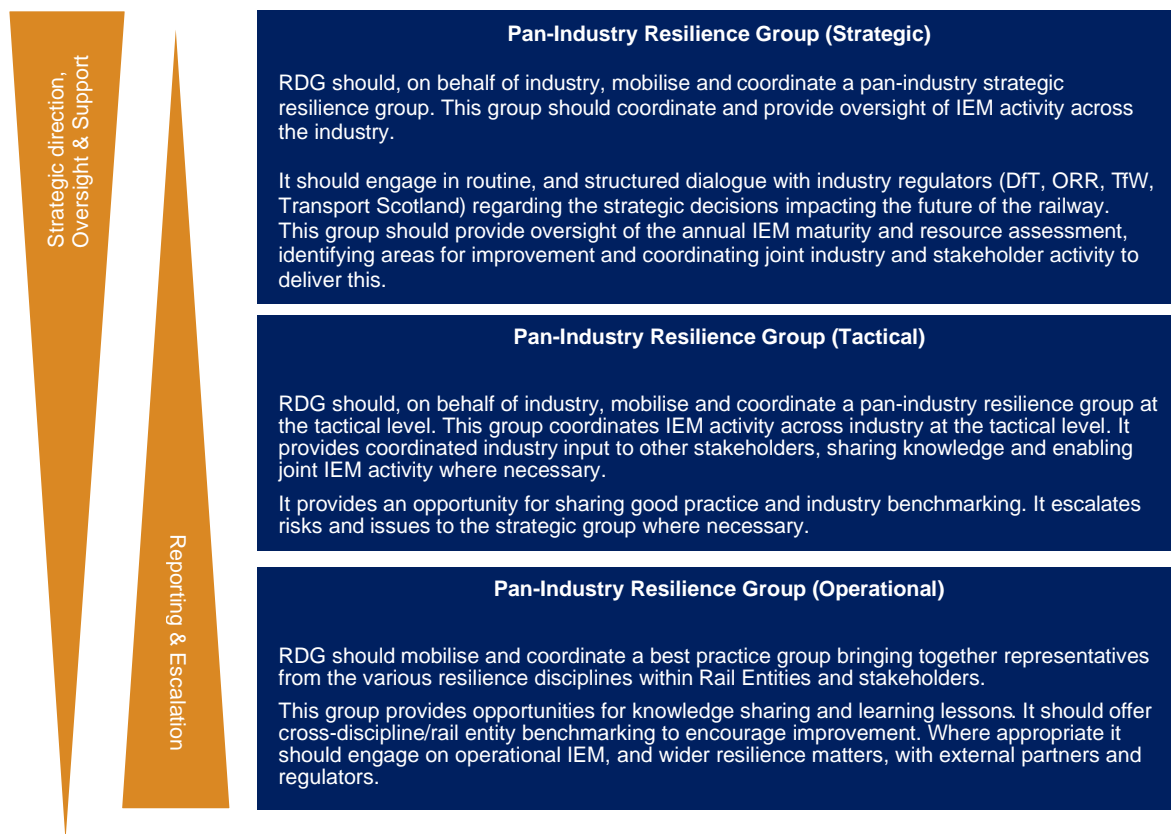 Strategic direction,
Oversight & Support
Reporting & Escalation
Pan-Industry Resilience Group (Strategic)
RDG should, on behalf of industry, mobilise and coordinate a pan-industry strategic
resilience group. This group should coordinate and provide oversight of IEM activity across
the industry.
It should engage in routine, and structured dialogue with industry regulators (DfT, ORR, TfW,
Transport Scotland) regarding the strategic decisions impacting the future of the railway.
This group should provide oversight of the annual IEM maturity and resource assessment,
identifying areas for improvement and coordinating joint industry and stakeholder activity to
deliver this.
Pan-Industry Resilience Group (Tactical)
RDG should, on behalf of industry, mobilise and coordinate a pan-industry resilience group at
the tactical level. This group coordinates IEM activity across industry at the tactical level. It
provides coordinated industry input to other stakeholders, sharing knowledge and enabling
joint IEM activity where necessary.
It provides an opportunity for sharing good practice and industry benchmarking. It escalates
risks and issues to the strategic group where necessary.
Pan-Industry Resilience Group (Operational)
RDG should mobilise and coordinate a best practice group bringing together representatives
from the various resilience disciplines within Rail Entities and stakeholders.
This group provides opportunities for knowledge sharing and learning lessons. It should offer
cross-discipline/rail entity benchmarking to encourage improvement. Where appropriate it
should engage on operational IEM, and wider resilience matters, with external partners and
regulators.